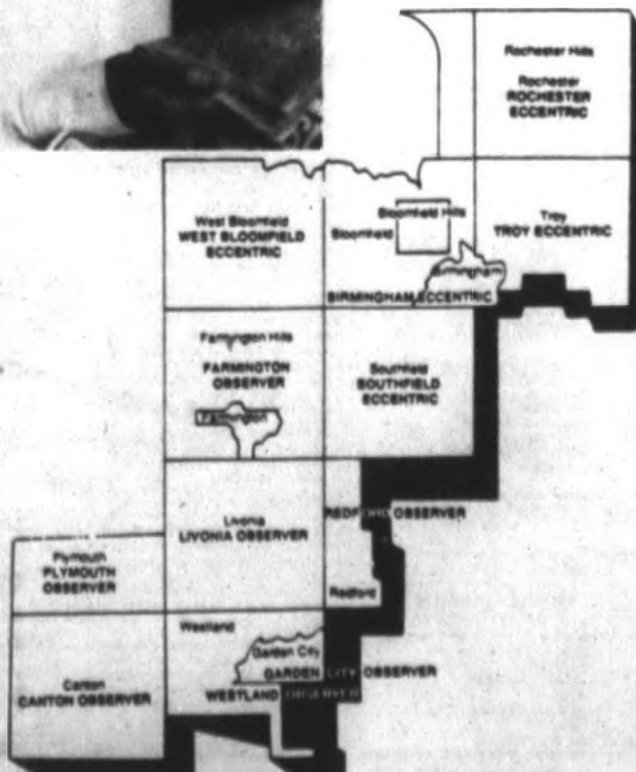 Rochester Hills
Rochester
ROCHESTER
ECCENTRIC
West Bloomfield
WEST BLOOMFIELD
ECCENTRIC
Bloomfield Hills
Bloomfield
Troy
TROY ECCENTRIC
Birmingham
BIRMINGHAM ECCENTRIC
Farmington Hills
FARMINGTON
OBSERVER
Farmington
Southfield
SOUTHFIELD
ECCENTRIC
Livonia
LIVONIA OBSERVER
REDFORD OBSERVER
Redford
Plymouth
PLYMOUTH
OBSERVER
Westland
Garden City
GARDEN CITY OBSERVER
WESTLAND OBSERVER
Canton
CANTON OBSERVER